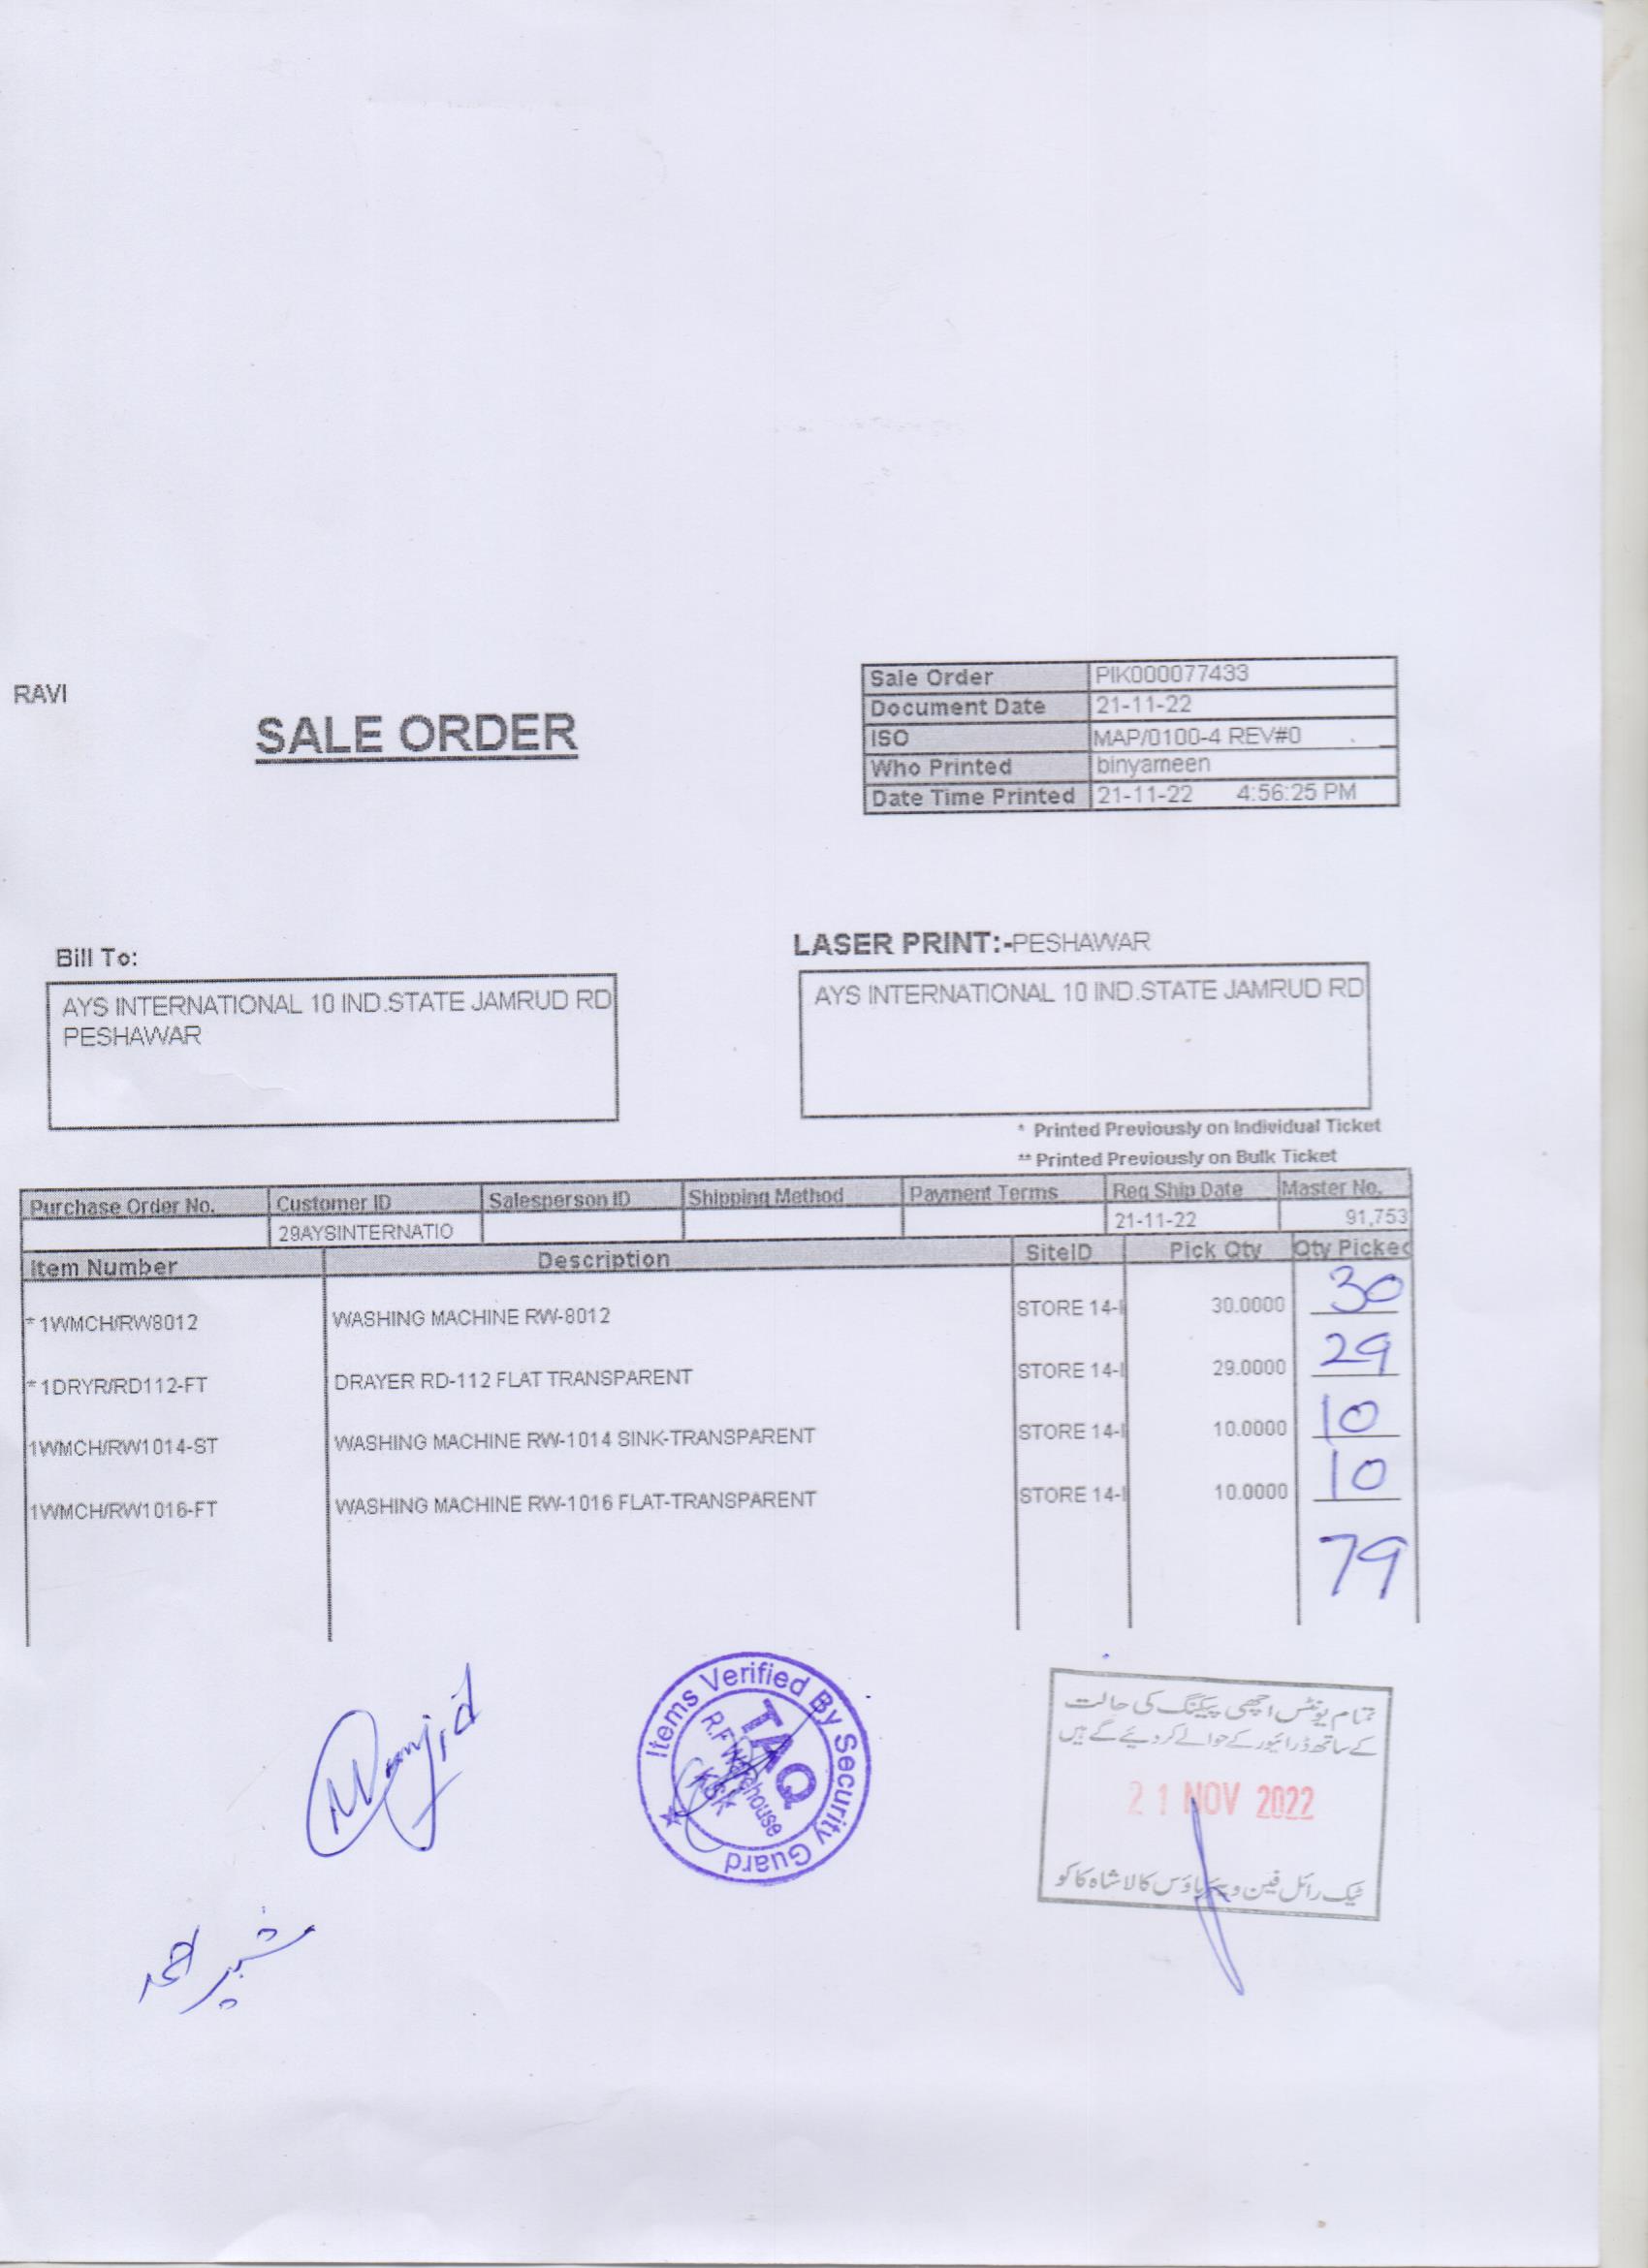 RAVI
SALE ORDER
Sale Order PIK000077433
Document Date 21-11-22
ISO MAP/0100-4 REV#0
Who Printed binyameen
Date Time Printed 21-11-22 4:56:25 PM
Bill To:
AYS INTERNATIONAL 10 IND.STATE JAMRUD RD
PESHAWAR
LASER PRINT:-PESHAWAR
AYS INTERNATIONAL 10 IND.STATE JAMRUD RD
* Printed Previously on Individual Ticket
** Printed Previously on Bulk Ticket
Purchase Order No. Customer ID Salesperson ID Shipping Method Payment Terms Req Ship Date Master No.
29AYSINTERNATIO 21-11-22 91,753
Item Number Description SiteID Pick Qty Qty Picked
*1WMCH/RW8012 WASHING MACHINE RW-8012 STORE 14-I 30.0000 30
*1DRYR/RD112-FT DRAYER RD-112 FLAT TRANSPARENT STORE 14-I 29.0000 29
1WMCH/RW1014-ST WASHING MACHINE RW-1014 SINK-TRANSPARENT STORE 14-I 10.0000 10
1WMCH/RW1016-FT WASHING MACHINE RW-1016 FLAT-TRANSPARENT STORE 14-I 10.0000 10
79
Majid
Items Verified By Security Guard
TAQ
R.F Warehouse
KSK
تمام یونٹس اچھی پیکنگ کی حالت
کے ساتھ ڈرائیور کے حوالے کر دیئے گے ہیں
21 NOV 2022
ٹیک رائل فین ویئر ہاؤس کالا شاہ کاکو
شبیر احمد